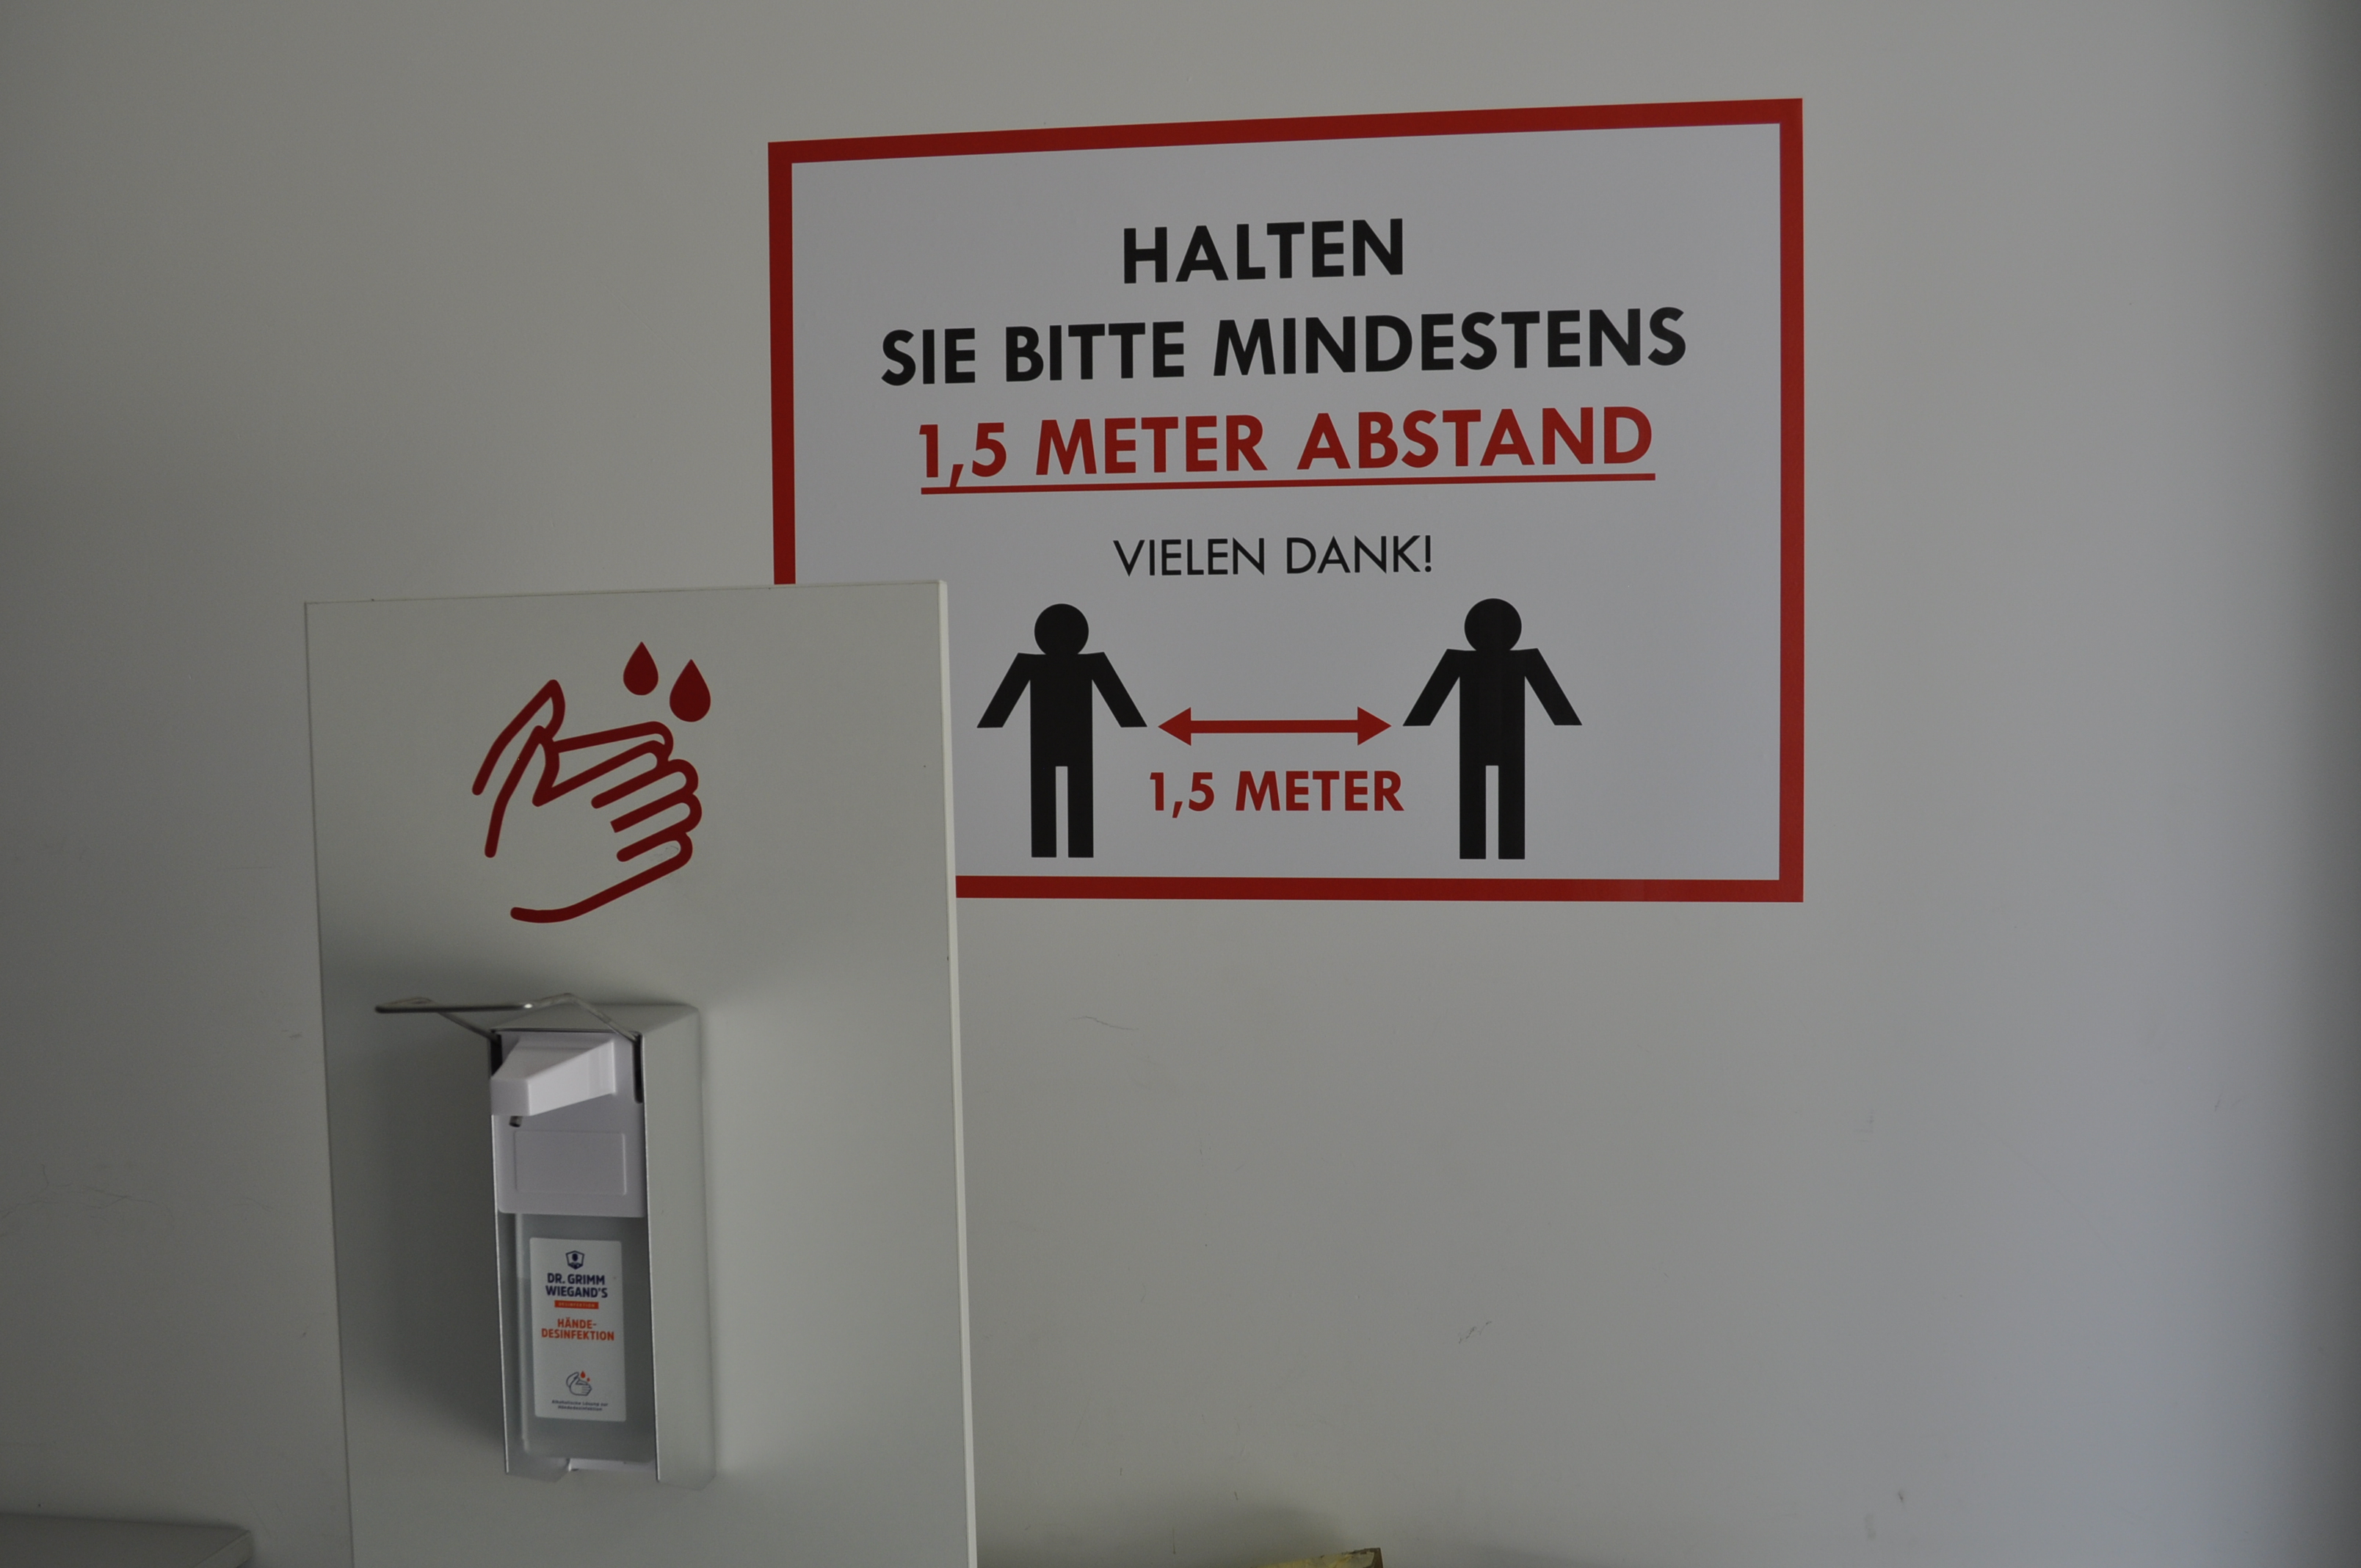 HALTEN
SIE BITTE MINDESTENS
1,5 METER ABSTAND
VIELEN DANK!
1,5 METER
DR. GRIMM
WIEGAND'S
HÄNDE-
DESINFEKTION